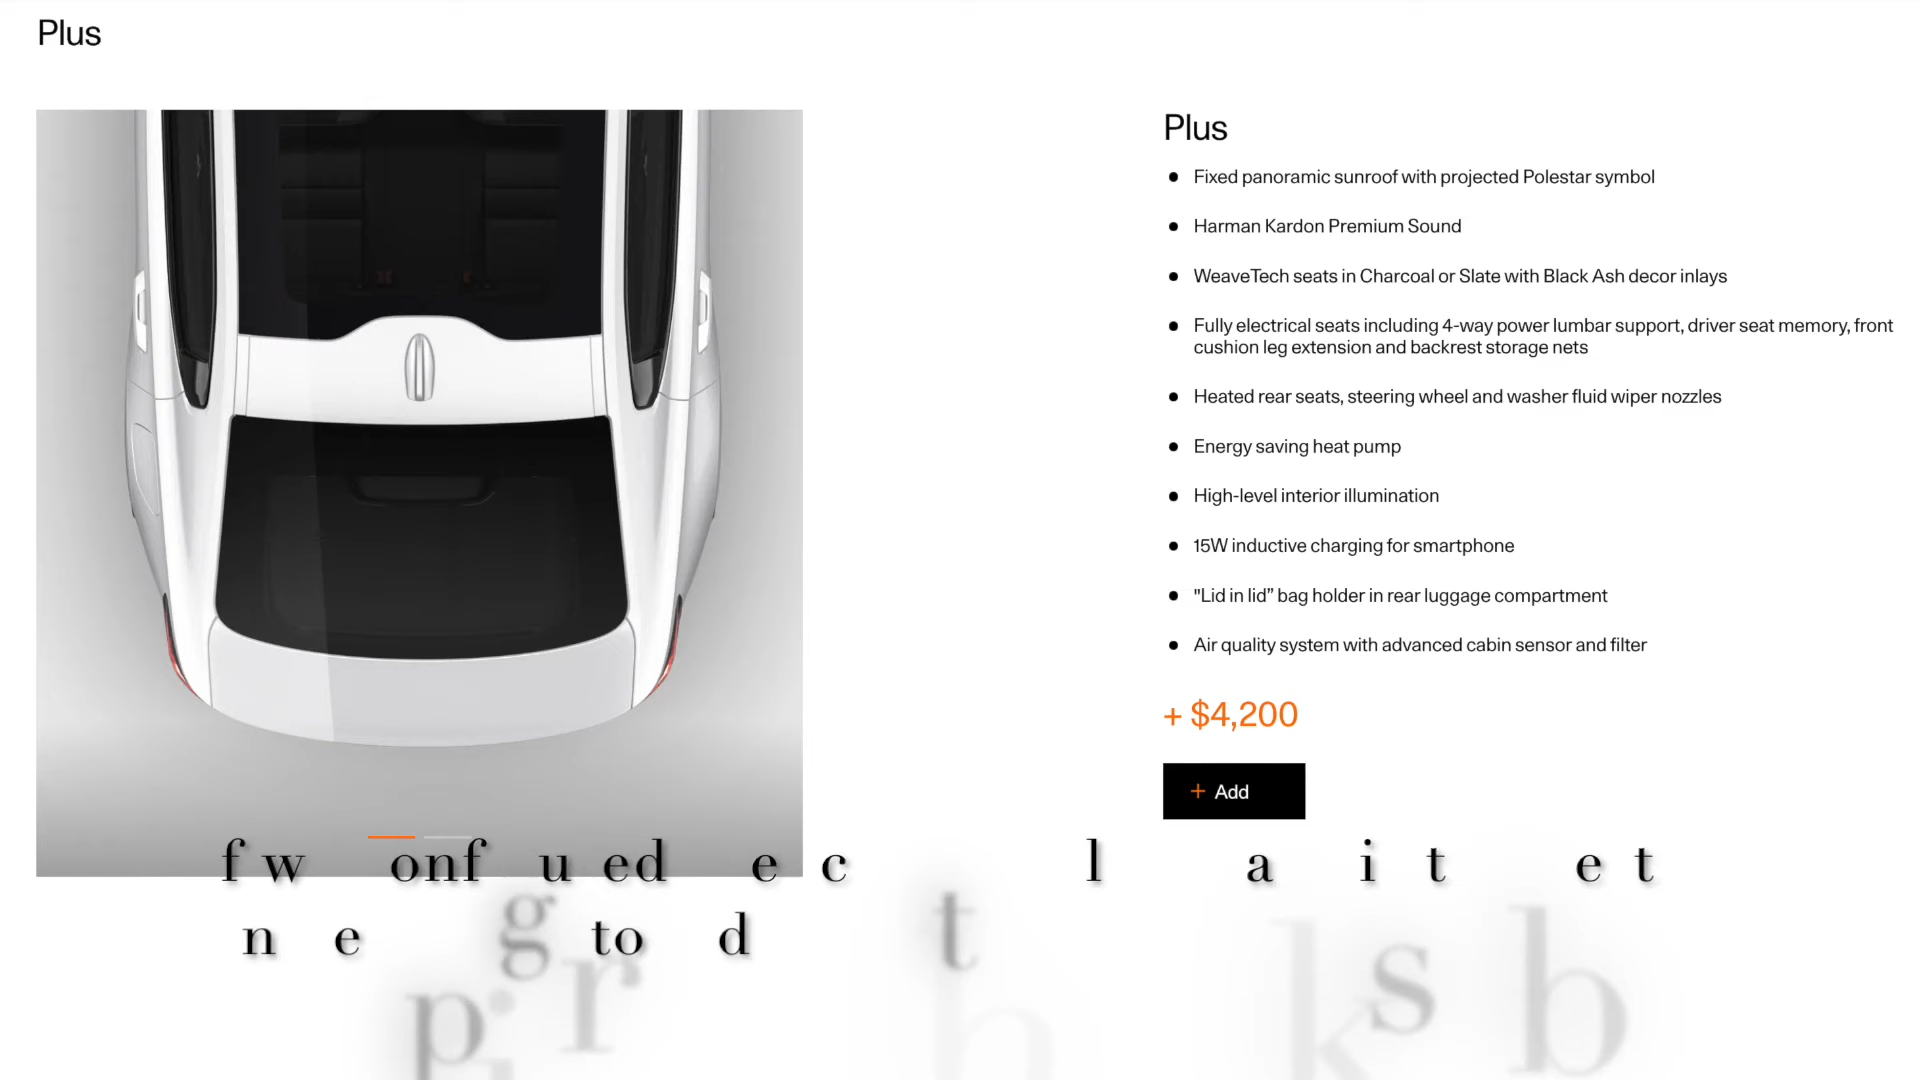 Plus
Plus
Fixed panoramic sunroof with projected Polestar symbol
Harman Kardon Premium Sound
WeaveTech seats in Charcoal or Slate with Black Ash decor inlays
Fully electrical seats including 4-way power lumbar support, driver seat memory, front
cushion leg extension and backrest storage nets
Heated rear seats, steering wheel and washer fluid wiper nozzles
Energy saving heat pump
High-level interior illumination
15W inductive charging for smartphone
"Lid in lid” bag holder in rear luggage compartment
Air quality system with advanced cabin sensor and filter
+ $4,200
+ Add